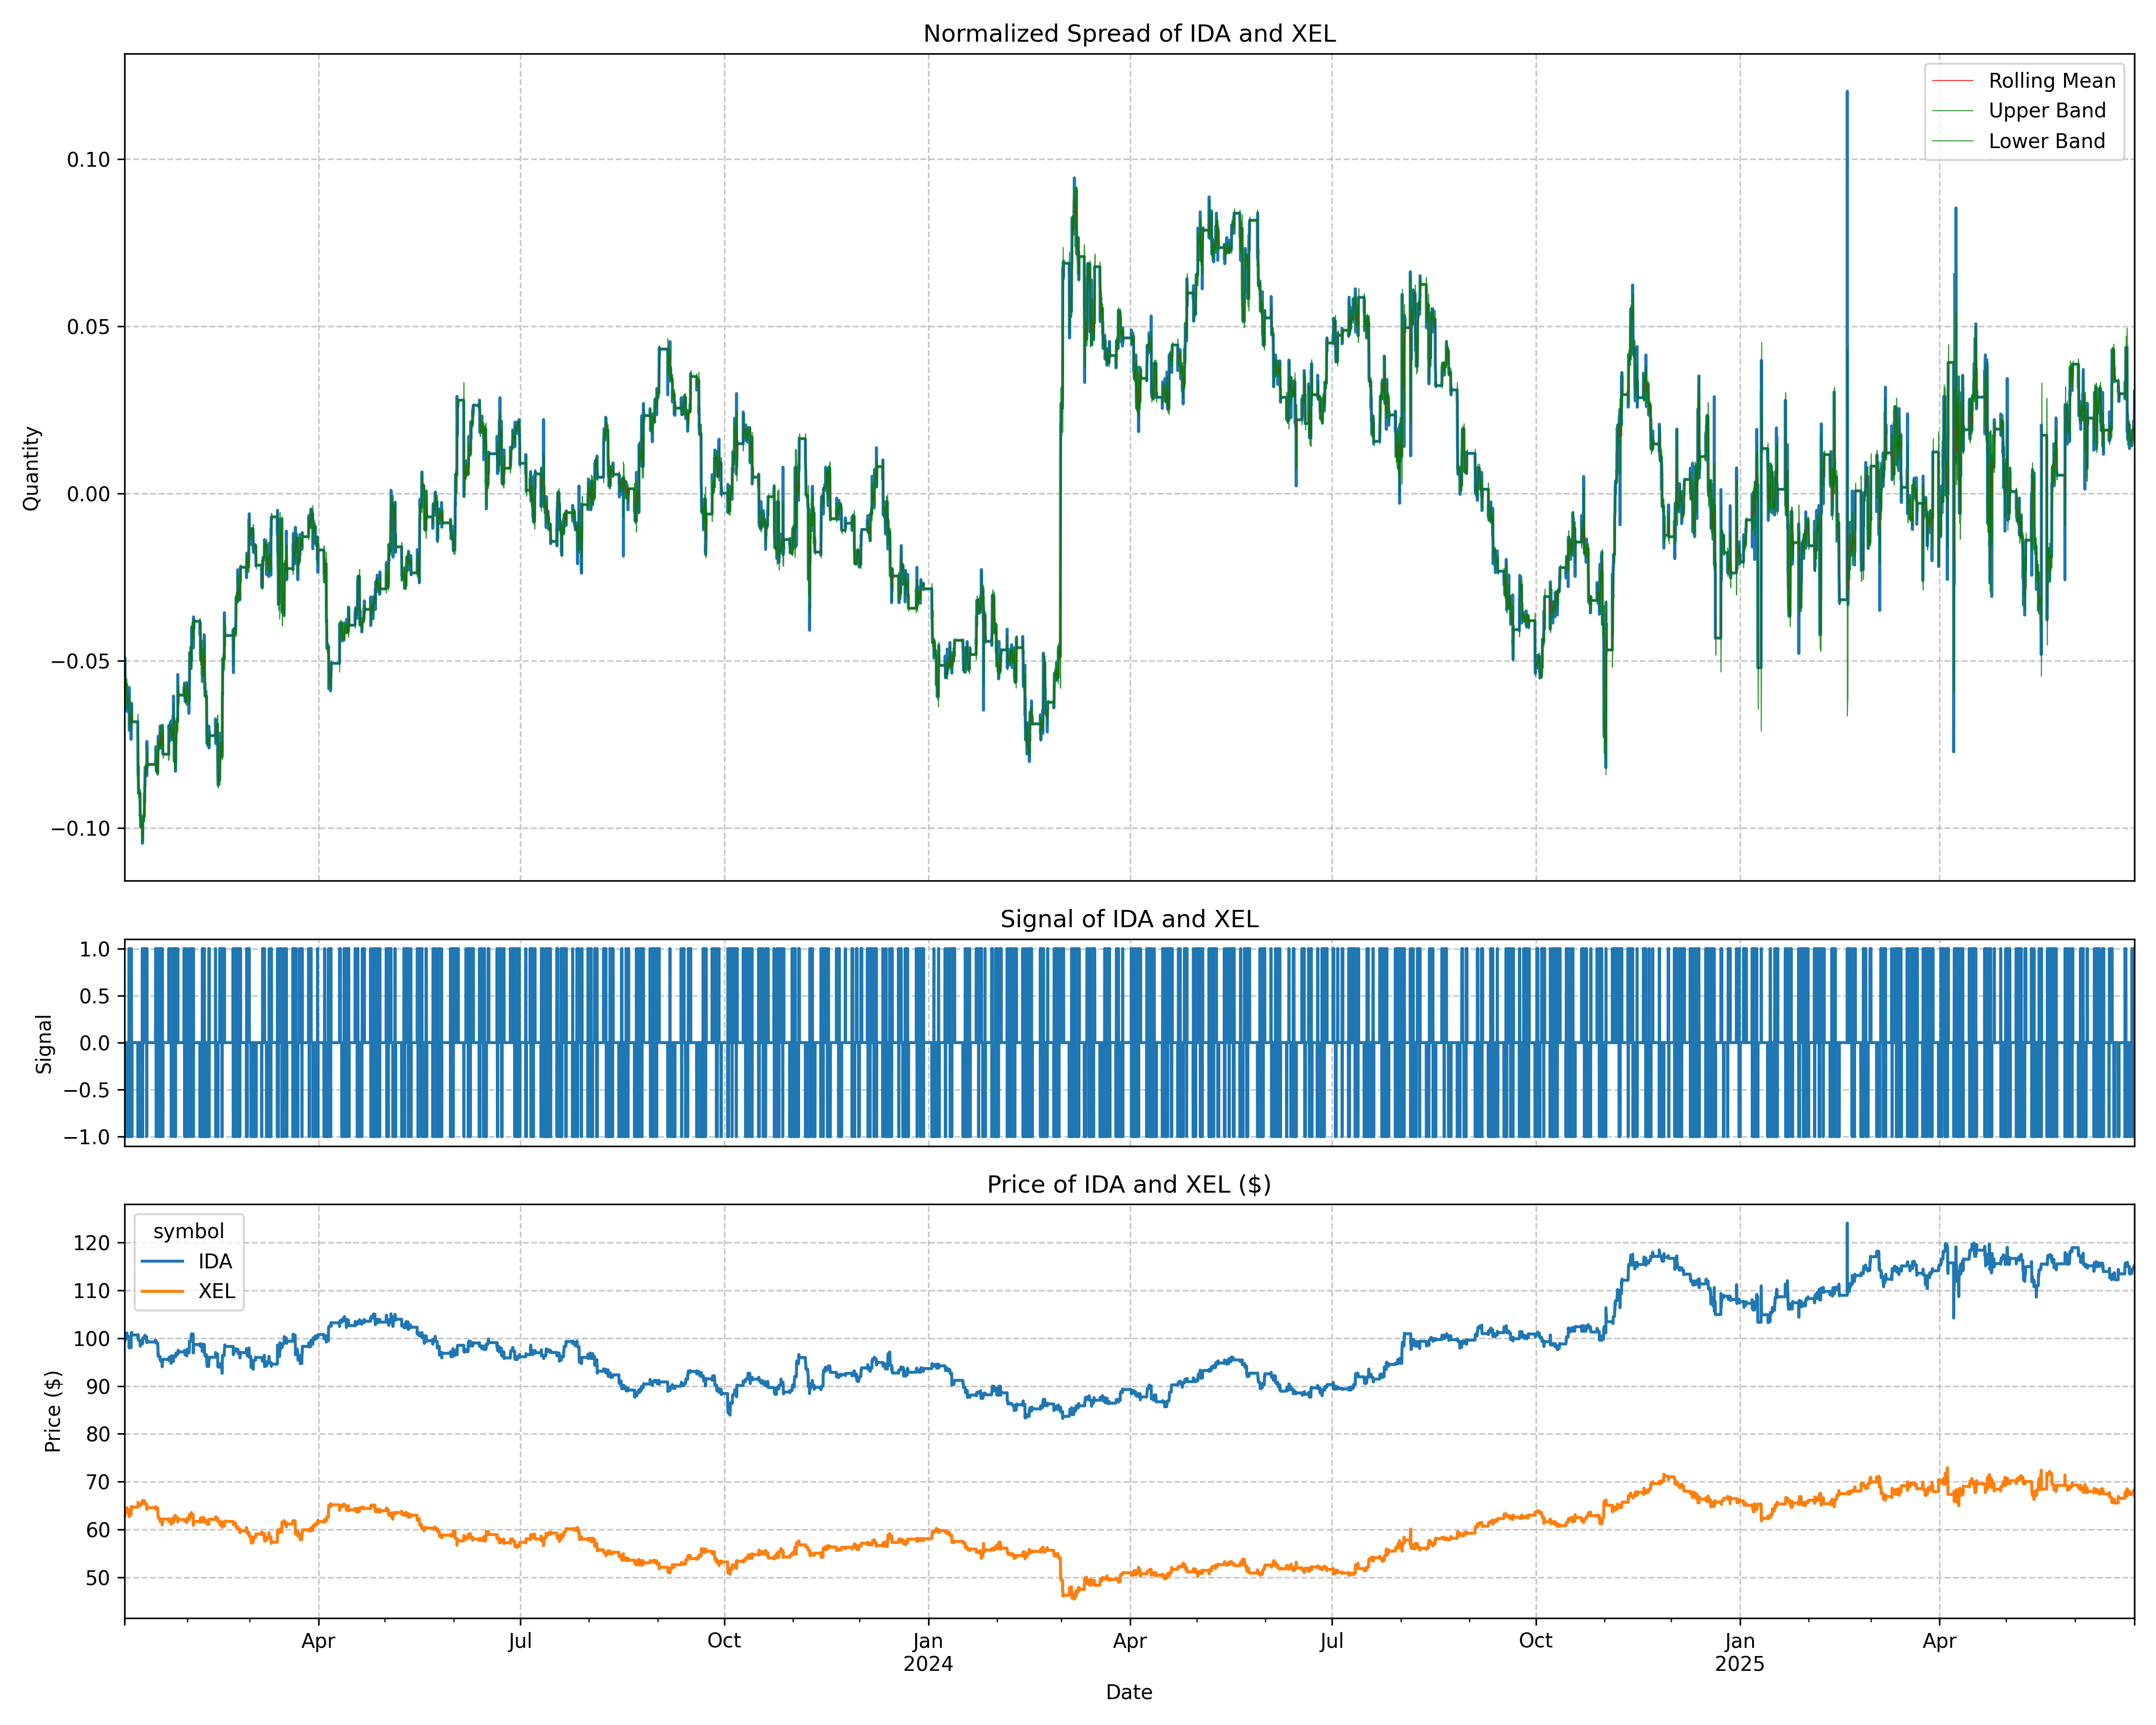 Normalized Spread of IDA and XEL
Rolling Mean
Upper Band
Lower Band
Quantity
0.10
0.05
0.00
−0.05
−0.10
Signal of IDA and XEL
Signal
1.0
0.5
0.0
−0.5
−1.0
Price of IDA and XEL ($)
symbol
IDA
XEL
Price ($)
120
110
100
90
80
70
60
50
Apr Jul Oct Jan Apr Jul Oct Jan Apr
2024 2025
Date